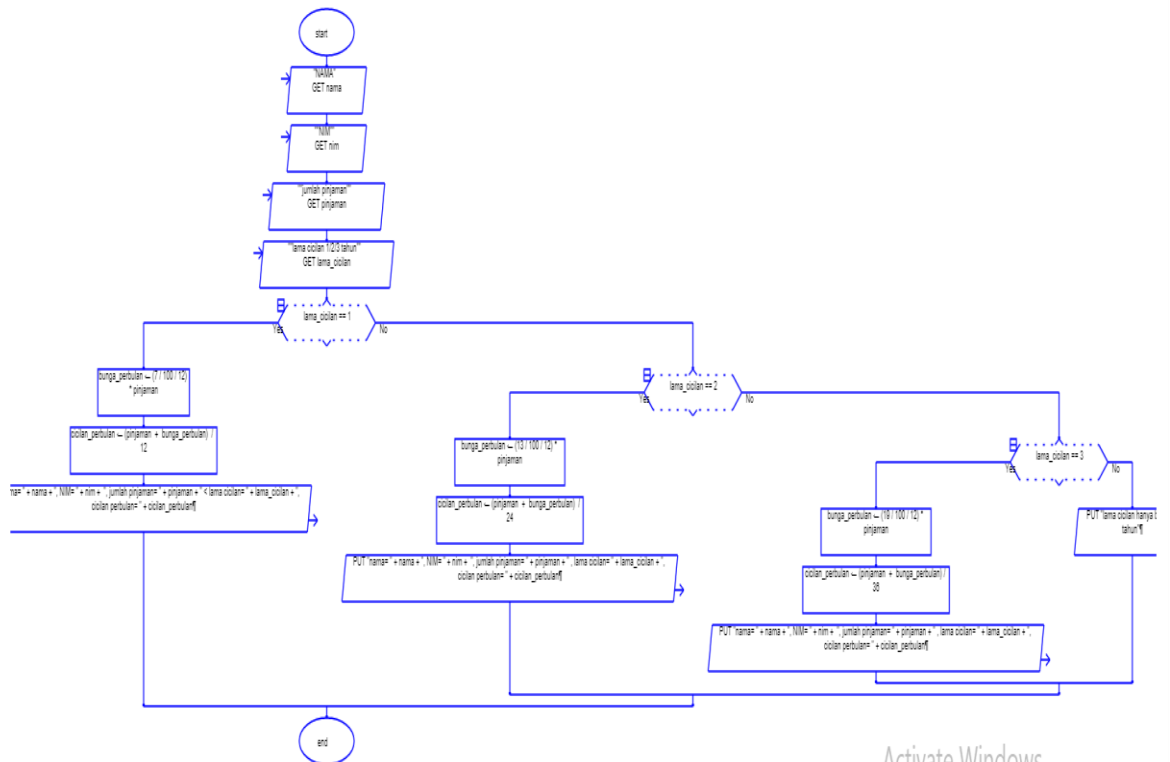 start
"NAMA"
GET nama
""NIM""
GET nim
""jumlah pinjaman""
GET pinjaman
""lama cicilan 1/2/3 tahun""
GET lama_cicilan
lama_cicilan == 1
Yes
No
bunga_perbulan ← (7 / 100 / 12)
* pinjaman
cicilan_perbulan ← (pinjaman + bunga_perbulan) /
12
+ nama + ", NIM= " + nim + ", jumlah pinjaman= " + pinjaman + " < lama cicilan= " + lama_cicilan + ",
cicilan perbulan= " + cicilan_perbulan¶
lama_cicilan == 2
Yes
No
bunga_perbulan ← (13 / 100 / 12) *
pinjaman
cicilan_perbulan ← (pinjaman + bunga_perbulan) /
24
PUT "nama= " + nama + ", NIM= " + nim + ", jumlah pinjaman= " + pinjaman + " , lama cicilan= " + lama_cicilan + ",
cicilan perbulan= " + cicilan_perbulan¶
lama_cicilan == 3
Yes
No
bunga_perbulan ← (19 / 100 / 12) *
pinjaman
cicilan_perbulan ← (pinjaman + bunga_perbulan) /
36
PUT "nama= " + nama + ", NIM= " + nim + ", jumlah pinjaman= " + pinjaman + " , lama cicilan= " + lama_cicilan + ",
cicilan perbulan= " + cicilan_perbulan¶
PUT "lama cicilan hanya
tahun"¶
end
Activate Windows